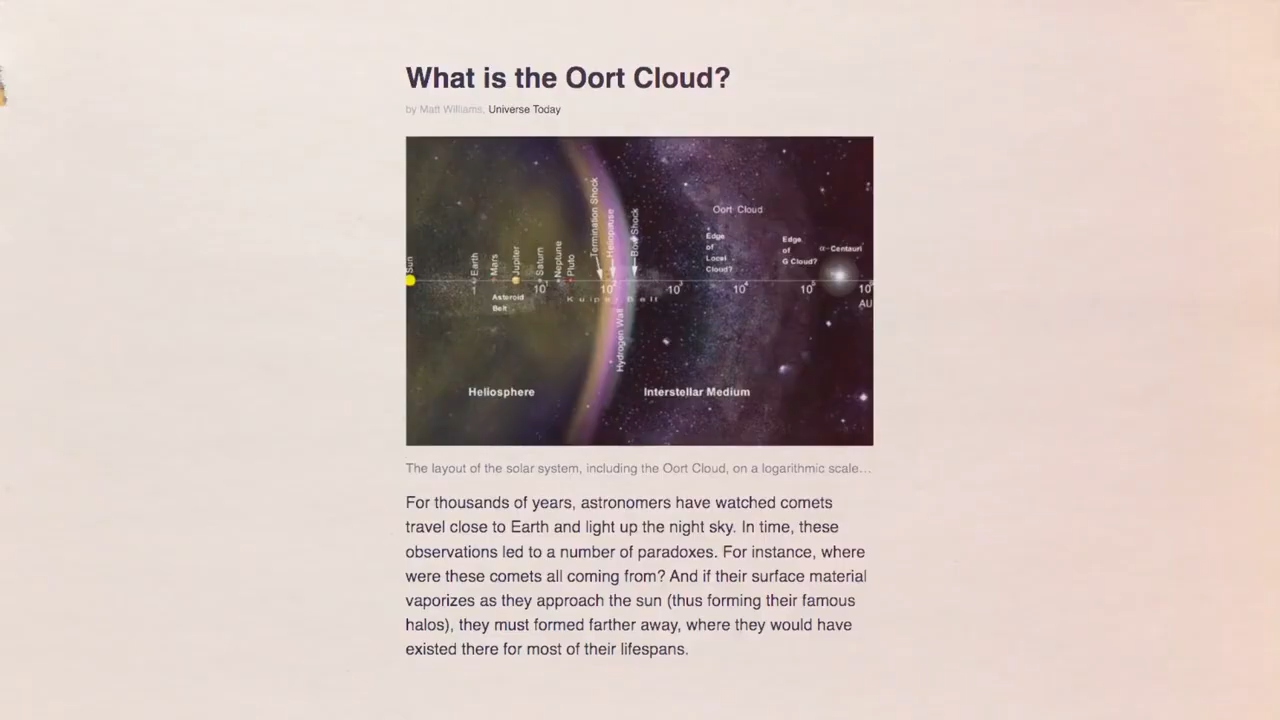 What is the Oort Cloud?
by Matt Williams, Universe Today
Sun
Earth
Mars
Jupiter
Saturn
Neptune
Pluto
Termination Shock
Heliopause
Bow Shock
Oort Cloud
Edge
of
Local
Cloud?
Edge
of
G Cloud?
α-Centauri
1
10
10
10³
10⁴
10⁵
10
AU
Asteroid
Belt
Kuiper Belt
Hydrogen Wall
Heliosphere
Interstellar Medium
The layout of the solar system, including the Oort Cloud, on a logarithmic scale…
For thousands of years, astronomers have watched comets
travel close to Earth and light up the night sky. In time, these
observations led to a number of paradoxes. For instance, where
were these comets all coming from? And if their surface material
vaporizes as they approach the sun (thus forming their famous
halos), they must formed farther away, where they would have
existed there for most of their lifespans.